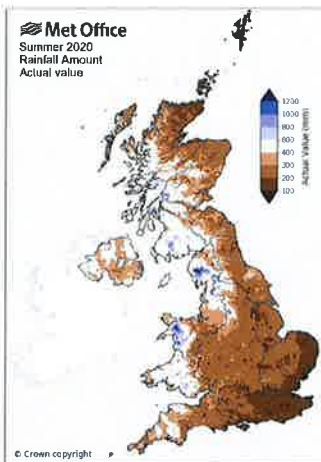 Met Office
Summer 2020
Rainfall Amount
Actual value
1200
1000
800
600
400
300
200
100
Actual Value (mm)
© Crown copyright